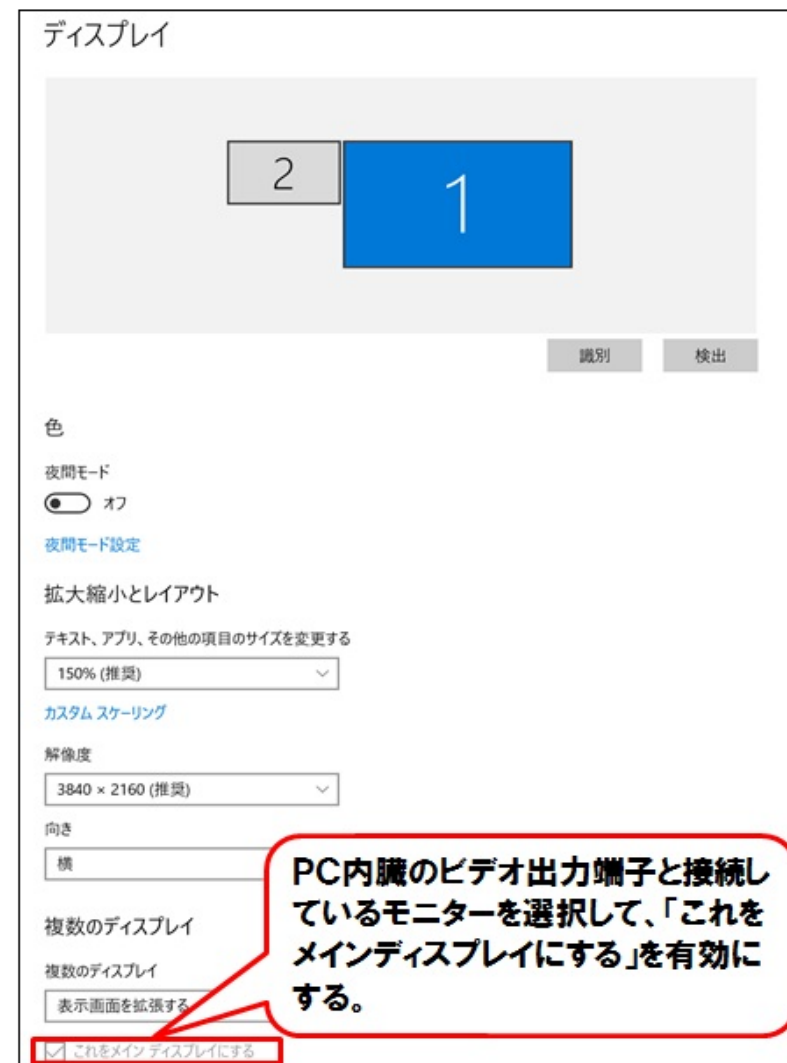 ディスプレイ
2
1
識別
検出
色
夜間モード
オフ
夜間モード設定
拡大縮小とレイアウト
テキスト、アプリ、その他の項目のサイズを変更する
150% (推奨)
カスタム スケーリング
解像度
3840 × 2160 (推奨)
向き
横
PC内臓のビデオ出力端子と接続し
ているモニターを選択して、「これを
メインディスプレイにする」を有効に
する。
複数のディスプレイ
複数のディスプレイ
表示画面を拡張する
これをメイン ディスプレイにする